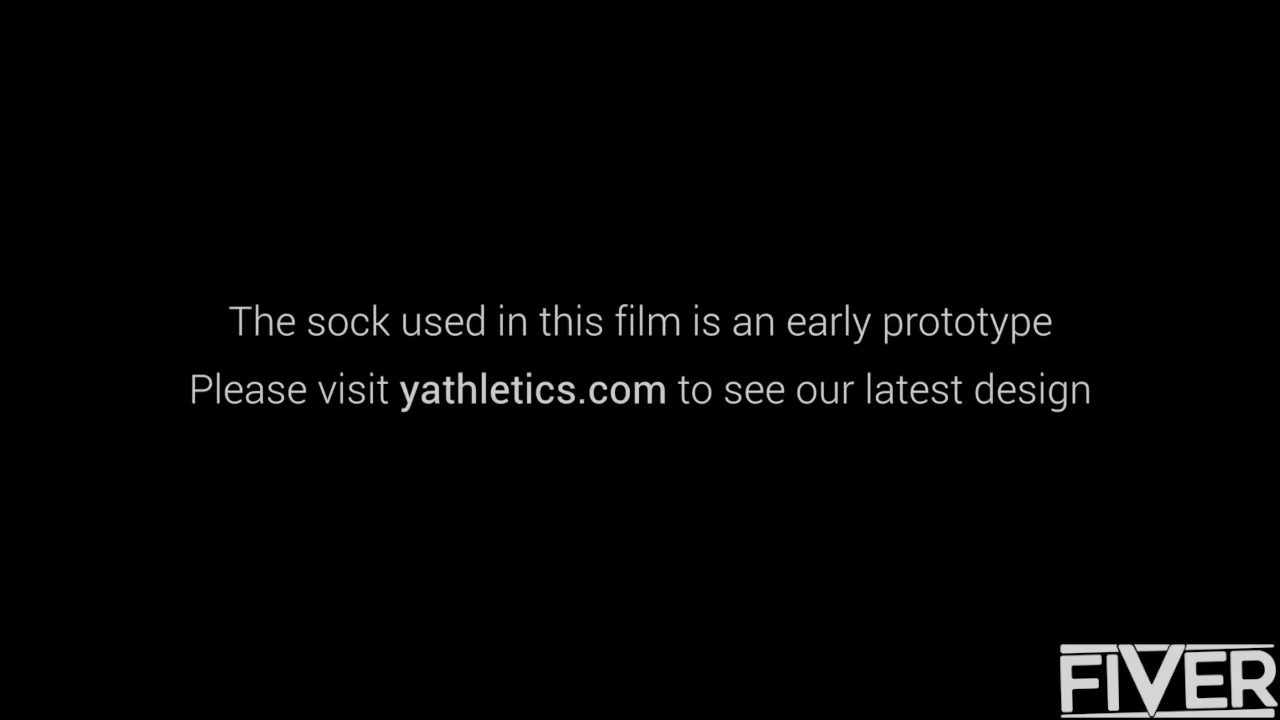 The sock used in this film is an early prototype
Please visit yathletics.com to see our latest design
FIVER